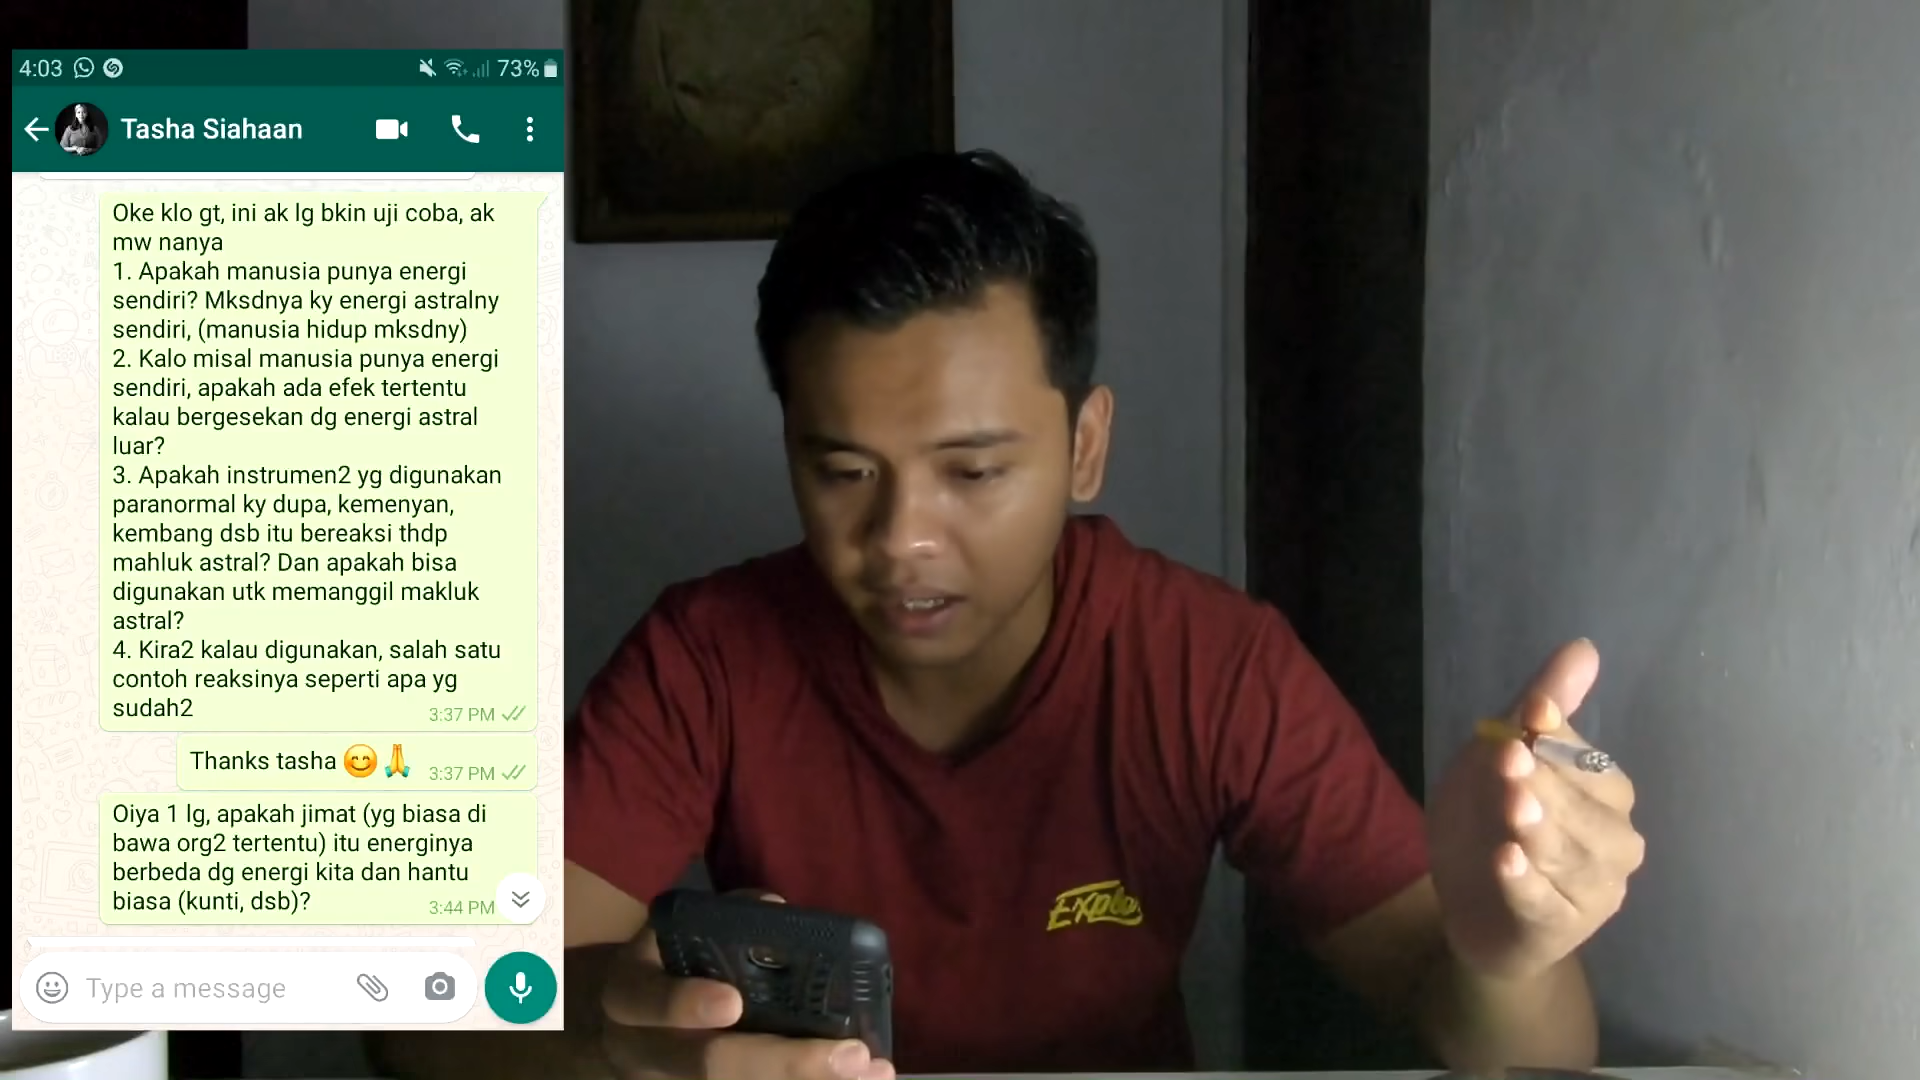 4:03
73%
Tasha Siahaan
Oke klo gt, ini ak lg bkin uji coba, ak
mw nanya
1. Apakah manusia punya energi
sendiri? Mksdnya ky energi astralny
sendiri, (manusia hidup mksdny)
2. Kalo misal manusia punya energi
sendiri, apakah ada efek tertentu
kalau bergesekan dg energi astral
luar?
3. Apakah instrumen2 yg digunakan
paranormal ky dupa, kemenyan,
kembang dsb itu bereaksi thdp
mahluk astral? Dan apakah bisa
digunakan utk memanggil makluk
astral?
4. Kira2 kalau digunakan, salah satu
contoh reaksinya seperti apa yg
sudah2
3:37 PM
Thanks tasha 😊🙏
3:37 PM
Oiya 1 lg, apakah jimat (yg biasa di
bawa org2 tertentu) itu energinya
berbeda dg energi kita dan hantu
biasa (kunti, dsb)?
3:44 PM
Type a message